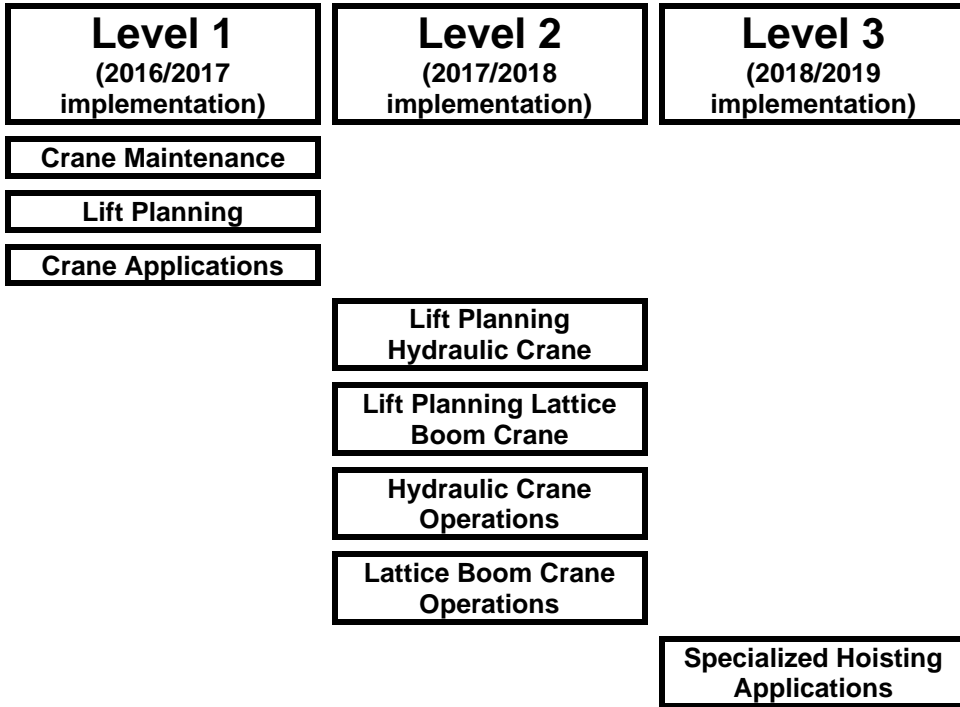 Level 1
(2016/2017
implementation)
Level 2
(2017/2018
implementation)
Level 3
(2018/2019
implementation)
Crane Maintenance
Lift Planning
Crane Applications
Lift Planning
Hydraulic Crane
Lift Planning Lattice
Boom Crane
Hydraulic Crane
Operations
Lattice Boom Crane
Operations
Specialized Hoisting
Applications